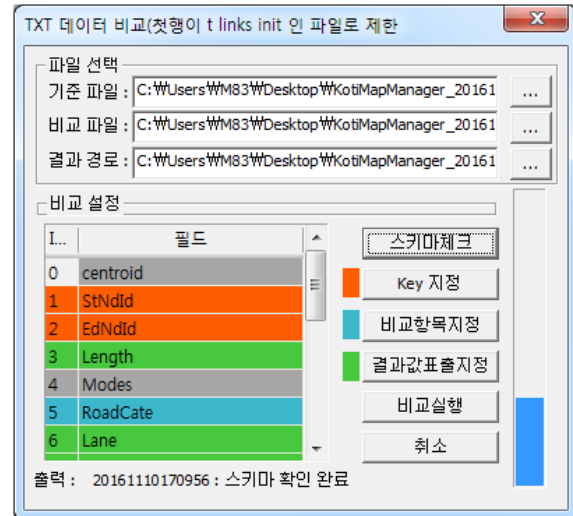 TXT 데이터 비교(첫행이 t links init 인 파일로 제한
파일 선택
기준 파일 : C:₩Users₩M83₩Desktop₩KotiMapManager_20161 ...
비교 파일 : C:₩Users₩M83₩Desktop₩KotiMapManager_20161 ...
결과 경로 : C:₩Users₩M83₩Desktop₩KotiMapManager_20161 ...
비교 설정
I... 필드
0 centroid
1 StNdId
2 EdNdId
3 Length
4 Modes
5 RoadCate
6 Lane
스키마체크
Key 지정
비교항목지정
결과값표출지정
비교실행
취소
출력 : 20161110170956 : 스키마 확인 완료